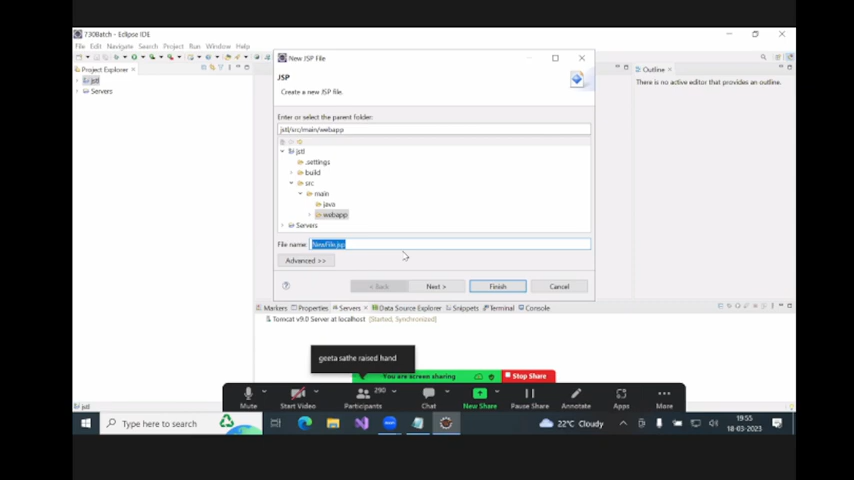 730Batch - Eclipse IDE
File Edit Navigate Search Project Run Window Help
Project Explorer
jstl
Servers
New JSP File
JSP
Create a new JSP file.
Enter or select the parent folder:
jstl/src/main/webapp
jstl
.settings
build
src
main
java
webapp
Servers
File name:
NewFile.jsp
Advanced >>
< Back
Next >
Finish
Cancel
Outline
There is no active editor that provides an outline.
Markers Properties Servers Data Source Explorer Snippets Terminal Console
Tomcat v9.0 Server at localhost [Started, Synchronized]
geeta sathe raised hand
You are screen sharing
Stop Share
290
Mute Start Video Participants Chat New Share Pause Share Annotate Apps More
jstl
Type here to search
22°C Cloudy
19:55
18-03-2023